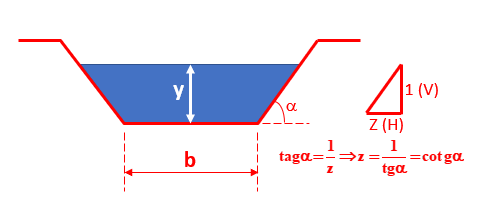 y
α
1 (V)
Z (H)
b
tagα = 1/z ⇒ z = 1/tgα = cotgα